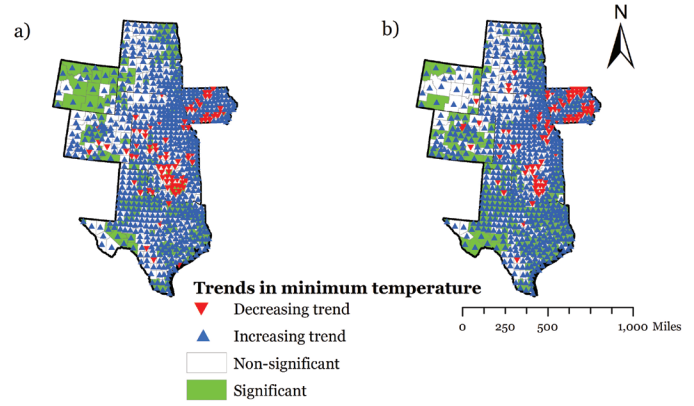 a)
b)
N
Trends in minimum temperature
Decreasing trend
Increasing trend
Non-significant
Significant
0 250 500 1,000 Miles